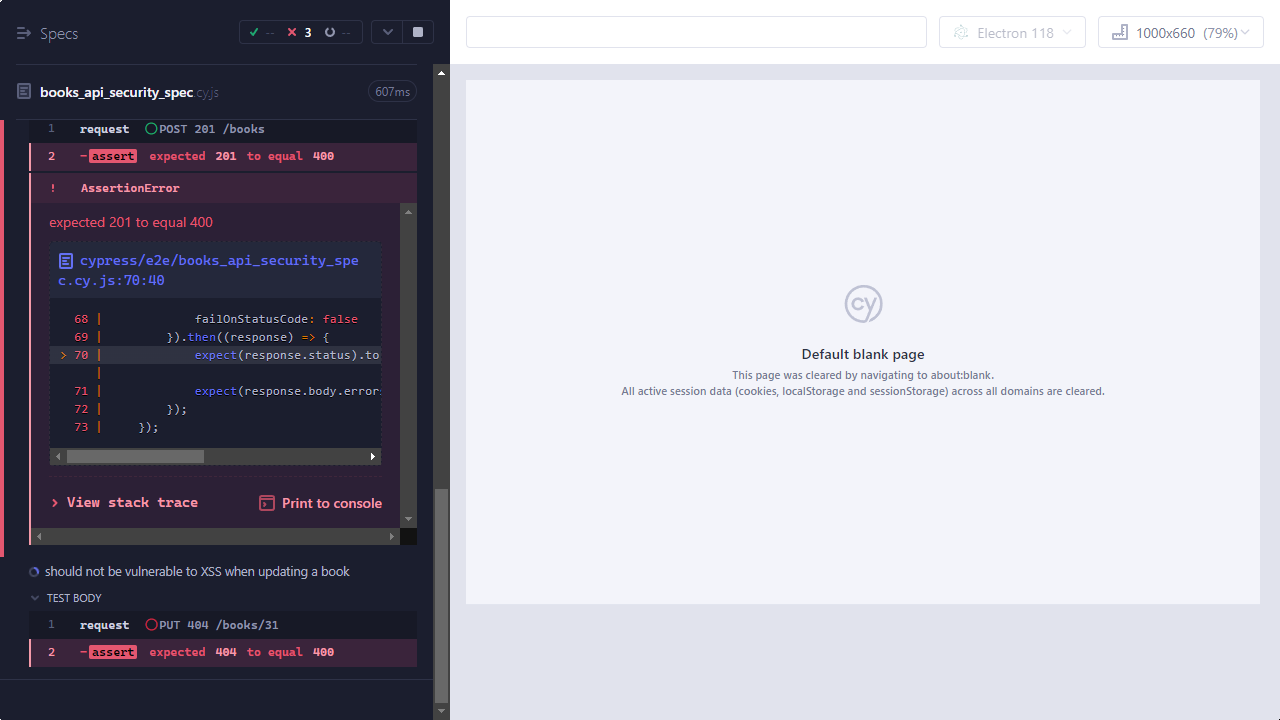 Specs
-- 3 --
Electron 118
1000x660 (79%)
books_api_security_spec.cy.js
607ms
1 request POST 201 /books
2 -assert expected 201 to equal 400
! AssertionError
expected 201 to equal 400
cypress/e2e/books_api_security_spe
c.cy.js:70:40
68 | failOnStatusCode: false
69 | }).then((response) => {
> 70 | expect(response.status).to
|
71 | expect(response.body.error
72 | });
73 | });
> View stack trace
Print to console
should not be vulnerable to XSS when updating a book
TEST BODY
1 request PUT 404 /books/31
2 -assert expected 404 to equal 400
cy
Default blank page
This page was cleared by navigating to about:blank.
All active session data (cookies, localStorage and sessionStorage) across all domains are cleared.